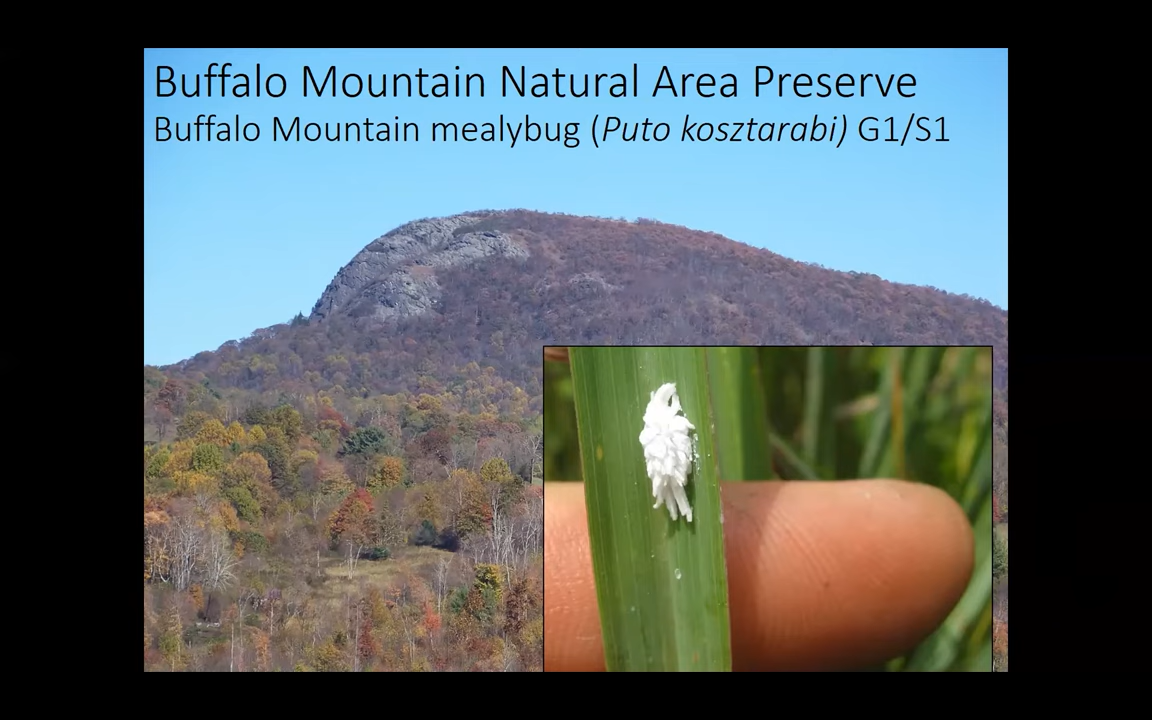 Buffalo Mountain Natural Area Preserve
Buffalo Mountain mealybug (Puto kosztarabi) G1/S1